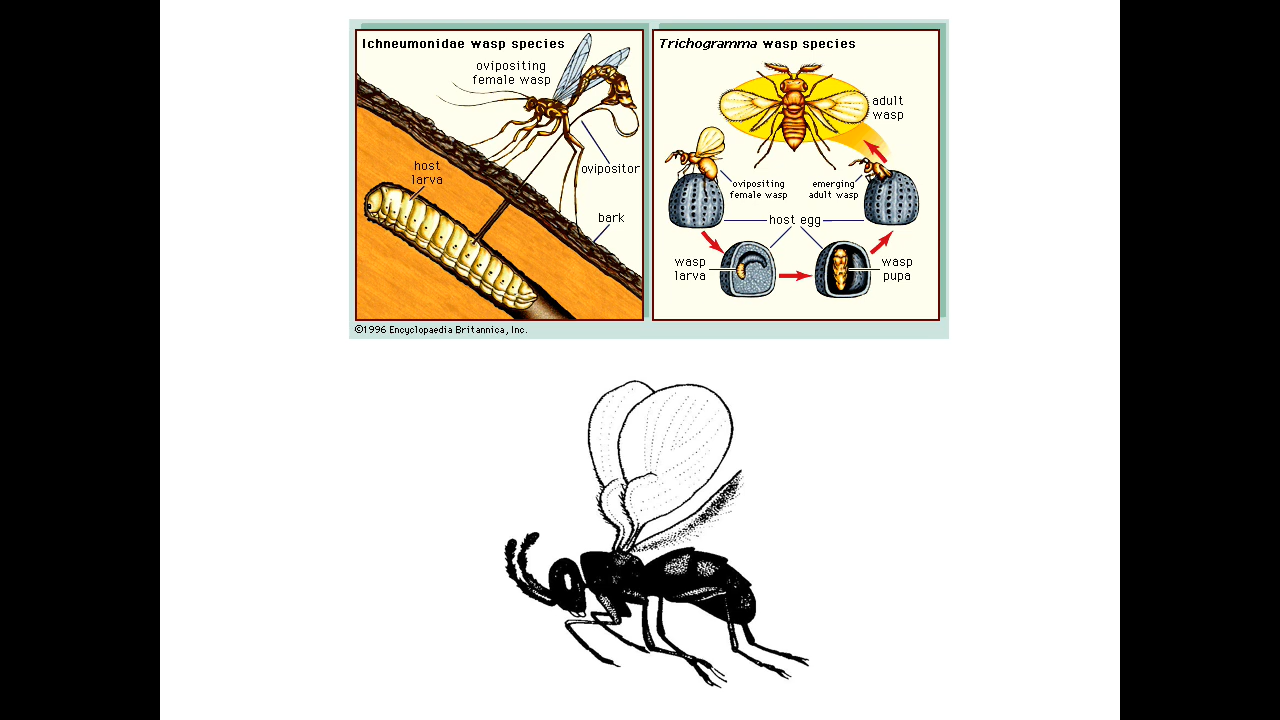 Ichneumonidae wasp species
ovipositing
female wasp
ovipositor
host
larva
bark
Trichogramma wasp species
adult
wasp
ovipositing
female wasp
emerging
adult wasp
host egg
wasp
larva
wasp
pupa
©1996 Encyclopaedia Britannica, Inc.